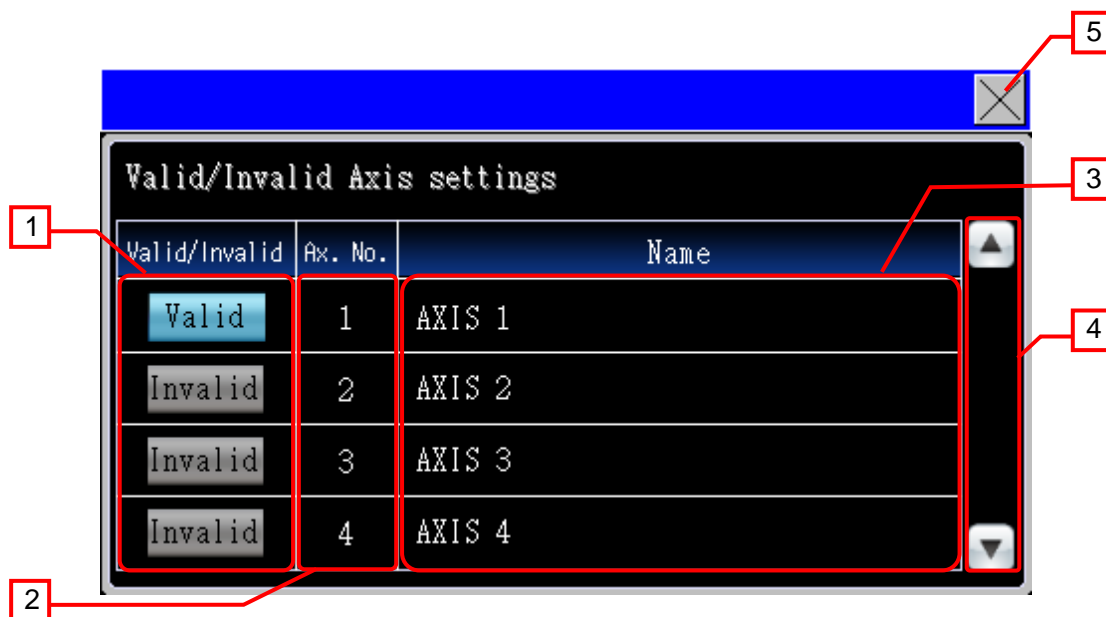 5
Valid/Invalid Axis settings
3
1
Valid/Invalid Ax. No. Name
Valid 1 AXIS 1
4
Invalid 2 AXIS 2
Invalid 3 AXIS 3
Invalid 4 AXIS 4
2